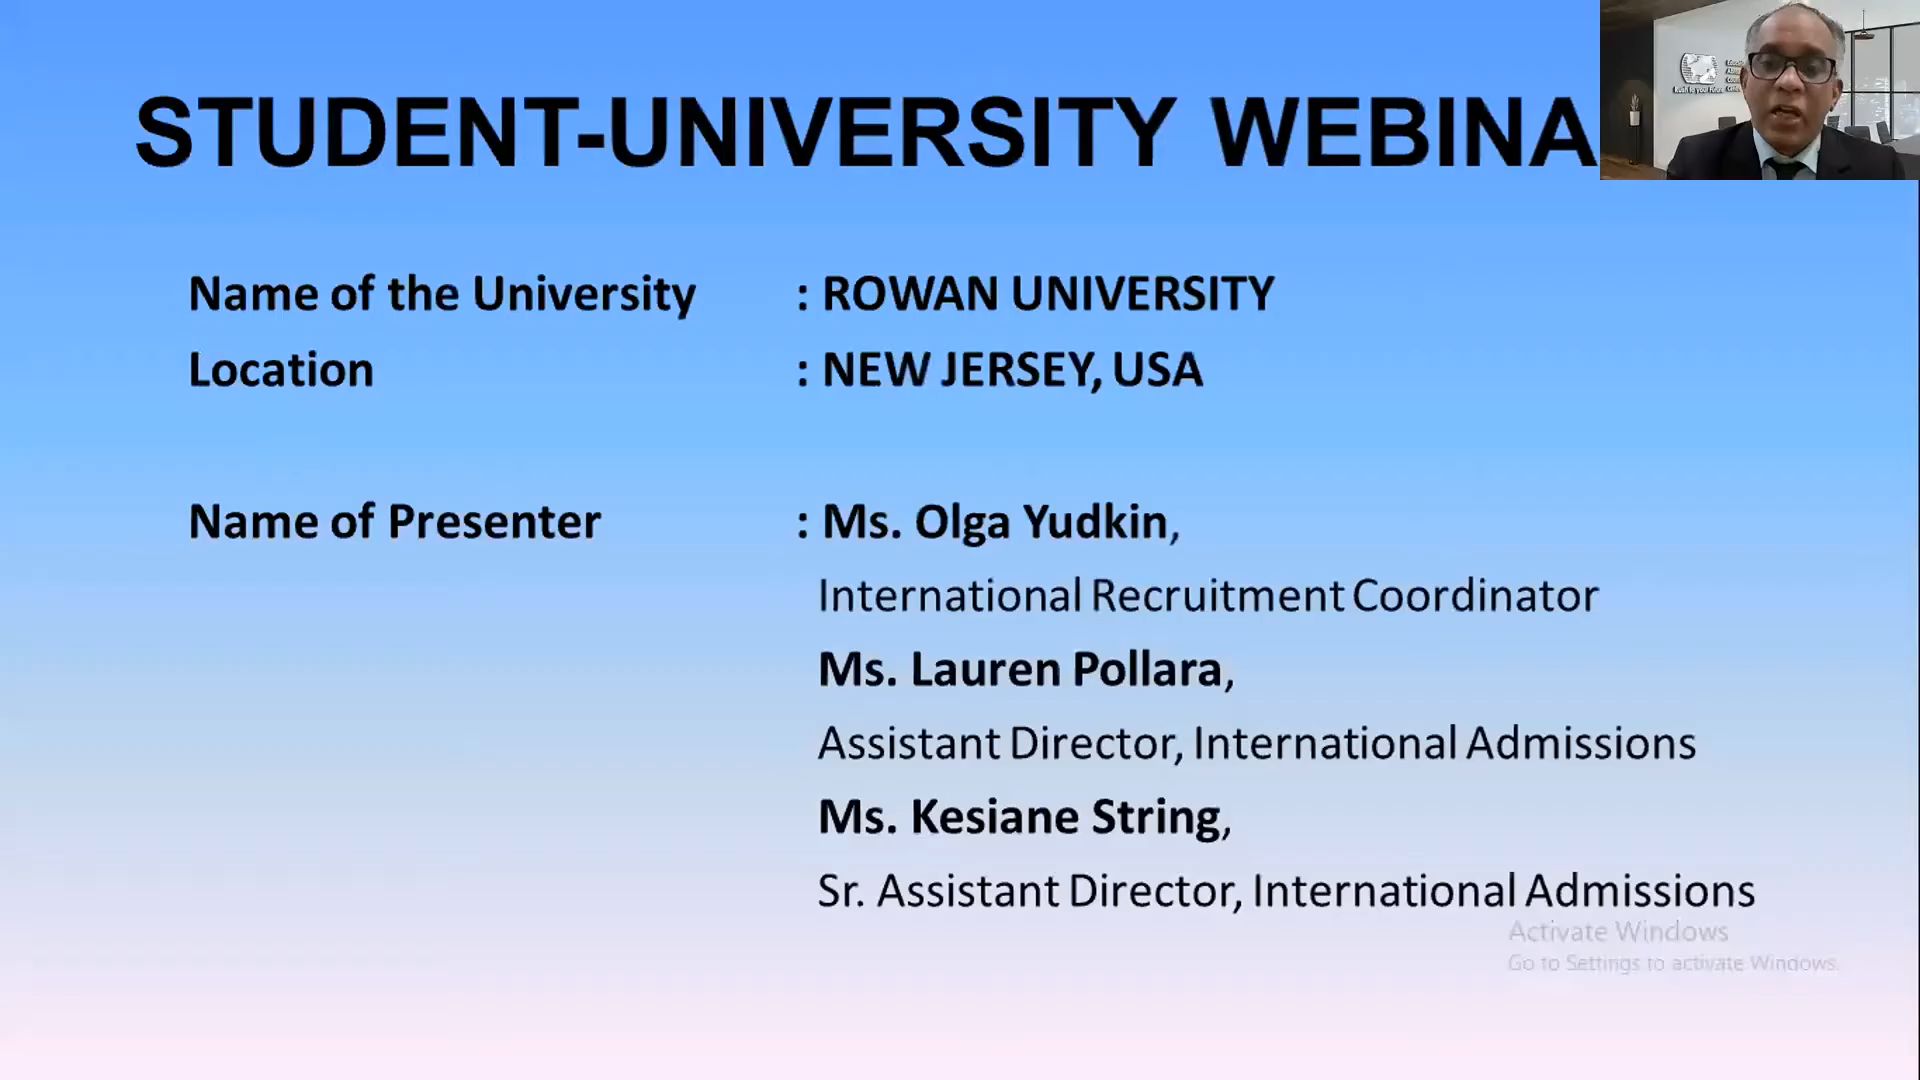 STUDENT-UNIVERSITY WEBINA
Name of the University : ROWAN UNIVERSITY
Location : NEW JERSEY, USA
Name of Presenter : Ms. Olga Yudkin,
International Recruitment Coordinator
Ms. Lauren Pollara,
Assistant Director, International Admissions
Ms. Kesiane String,
Sr. Assistant Director, International Admissions
Activate Windows
Go to Settings to activate Windows.